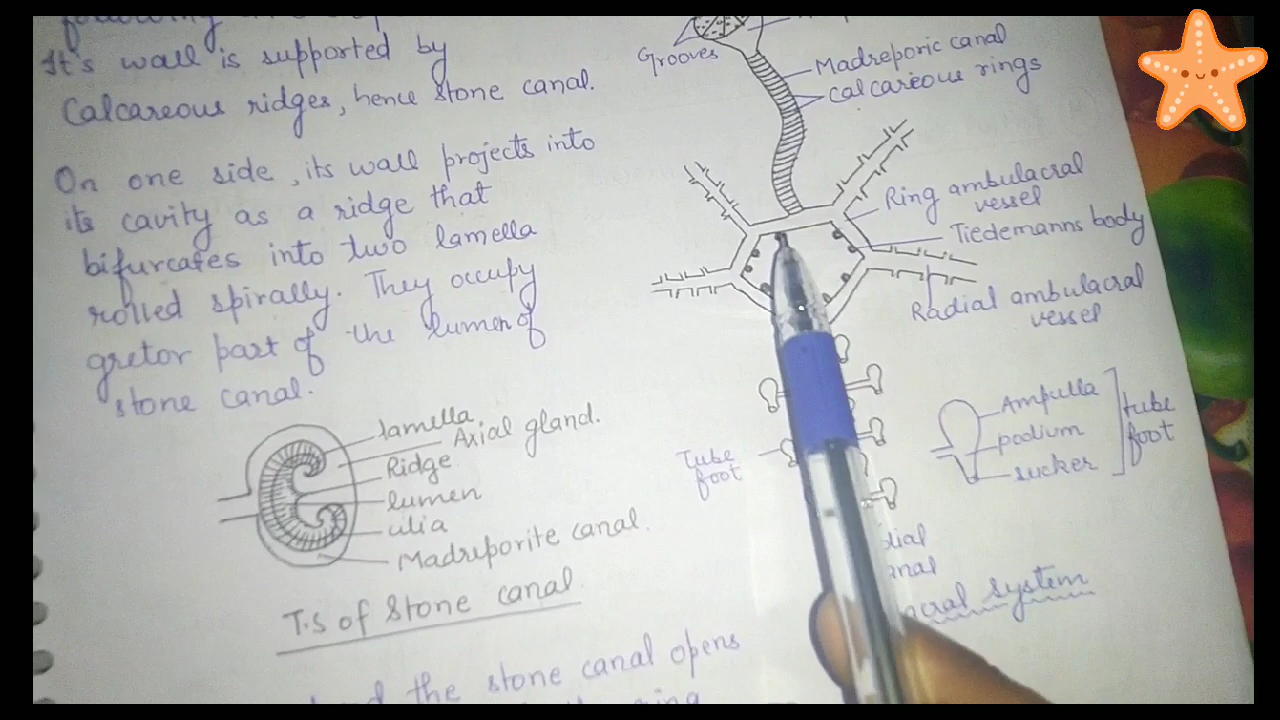 It's wall is supported by
Calcareous ridges, hence stone canal.
On one side, its wall projects into
its cavity as a ridge that
bifurcates into two lamella
rolled spirally. They occupy
gretor part of the lumen of
stone canal.
lamella
Axial gland.
Ridge
lumen
cilia
Madreporite canal.
T.S of Stone canal
the stone canal opens
Grooves
Madreporic canal
calcareous rings
Ring ambulacral
vessel
Tiedemanns body
Radial ambulacral
vessel
Tube
foot
Ampulla
podium
sucker
tube
foot
system